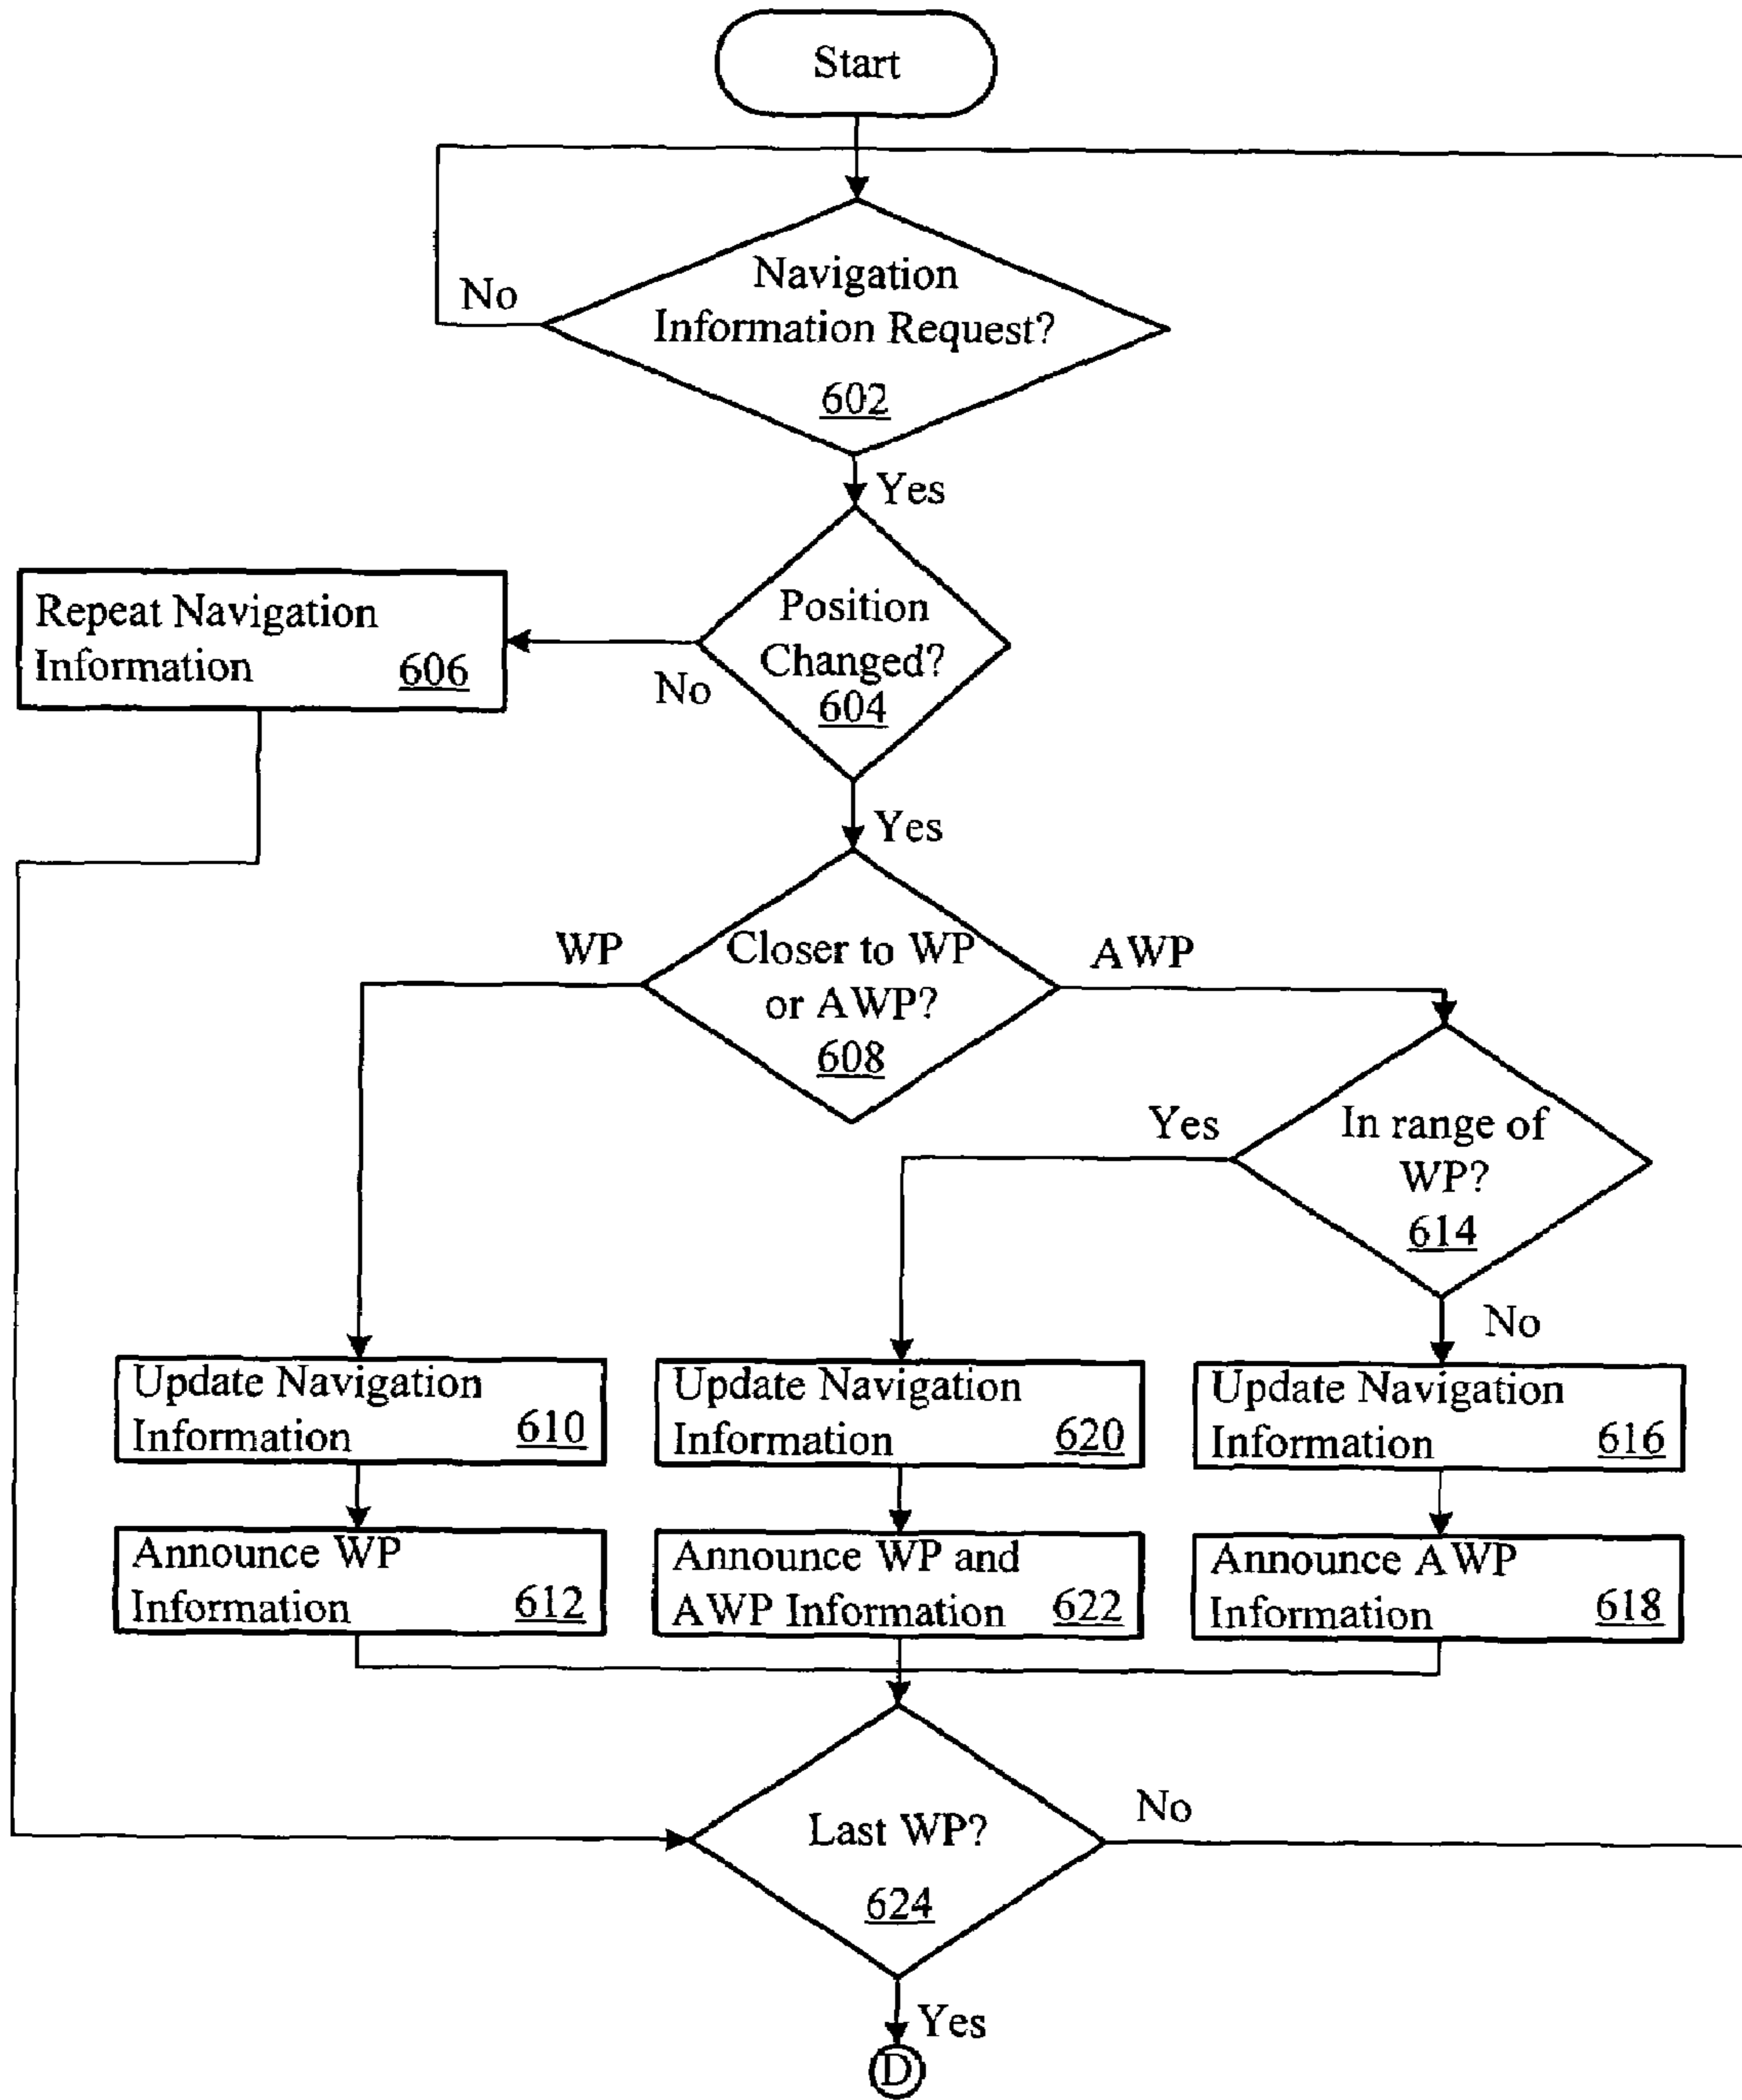 Start
Navigation
Information Request?
602
No
Yes
Position
Changed?
604
No
Repeat Navigation
Information 606
Yes
Closer to WP
or AWP?
608
WP
AWP
In range of
WP?
614
Yes
No
Update Navigation
Information 610
Update Navigation
Information 620
Update Navigation
Information 616
Announce WP
Information 612
Announce WP and
AWP Information 622
Announce AWP
Information 618
Last WP?
624
No
Yes
D